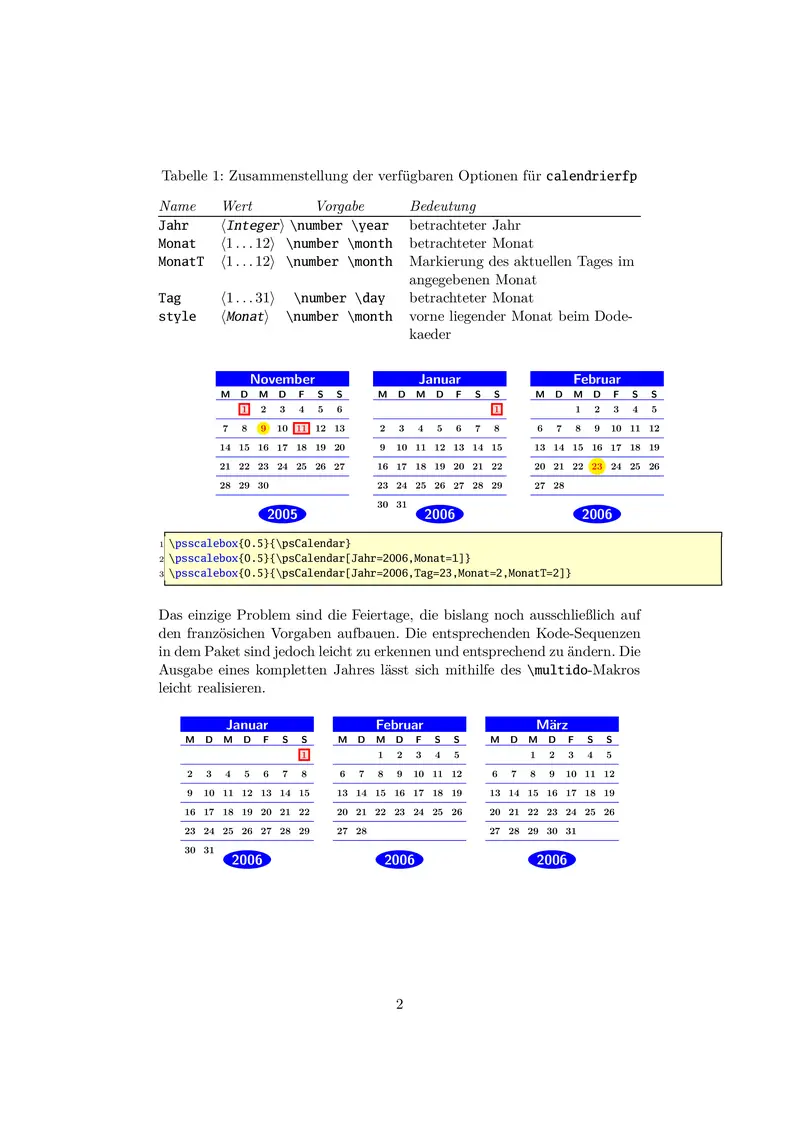 Tabelle 1: Zusammenstellung der verfügbaren Optionen für calendrierfp
Name Wert Vorgabe Bedeutung
Jahr ⟨Integer⟩ \number \year betrachteter Jahr
Monat ⟨1...12⟩ \number \month betrachteter Monat
MonatT ⟨1...12⟩ \number \month Markierung des aktuellen Tages im
angegebenen Monat
Tag ⟨1...31⟩ \number \day betrachteter Monat
style ⟨Monat⟩ \number \month vorne liegender Monat beim Dode-
kaeder
November
M D M D F S S
1 2 3 4 5 6
7 8 9 10 11 12 13
14 15 16 17 18 19 20
21 22 23 24 25 26 27
28 29 30
2005
Januar
M D M D F S S
1
2 3 4 5 6 7 8
9 10 11 12 13 14 15
16 17 18 19 20 21 22
23 24 25 26 27 28 29
30 31
2006
Februar
M D M D F S S
1 2 3 4 5
6 7 8 9 10 11 12
13 14 15 16 17 18 19
20 21 22 23 24 25 26
27 28
2006
1 \psscalebox{0.5}{\psCalendar}
2 \psscalebox{0.5}{\psCalendar[Jahr=2006,Monat=1]}
3 \psscalebox{0.5}{\psCalendar[Jahr=2006,Tag=23,Monat=2,MonatT=2]}
Das einzige Problem sind die Feiertage, die bislang noch ausschließlich auf
den französichen Vorgaben aufbauen. Die entsprechenden Kode-Sequenzen
in dem Paket sind jedoch leicht zu erkennen und entsprechend zu ändern. Die
Ausgabe eines kompletten Jahres lässt sich mithilfe des \multido-Makros
leicht realisieren.
Januar
M D M D F S S
1
2 3 4 5 6 7 8
9 10 11 12 13 14 15
16 17 18 19 20 21 22
23 24 25 26 27 28 29
30 31
2006
Februar
M D M D F S S
1 2 3 4 5
6 7 8 9 10 11 12
13 14 15 16 17 18 19
20 21 22 23 24 25 26
27 28
2006
März
M D M D F S S
1 2 3 4 5
6 7 8 9 10 11 12
13 14 15 16 17 18 19
20 21 22 23 24 25 26
27 28 29 30 31
2006
2